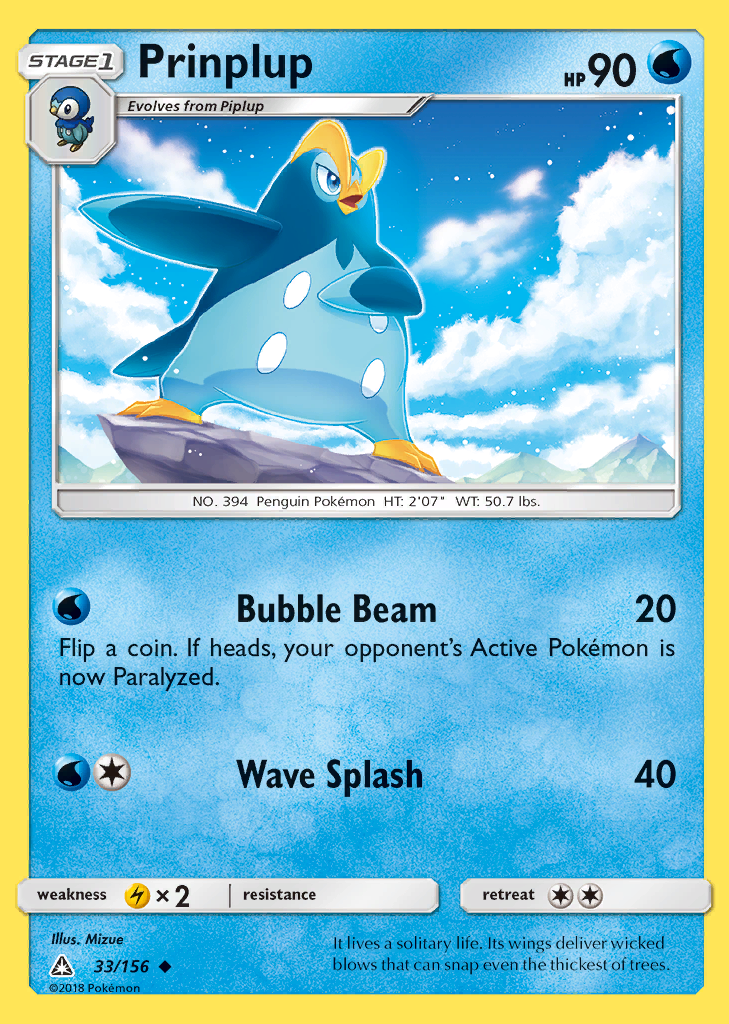 STAGE1
Prinplup
HP 90
Evolves from Piplup
NO. 394 Penguin Pokémon HT: 2'07" WT: 50.7 lbs.
Bubble Beam 20
Flip a coin. If heads, your opponent's Active Pokémon is
now Paralyzed.
Wave Splash 40
weakness ×2 resistance retreat
Illus. Mizue
33/156
©2018 Pokémon
It lives a solitary life. Its wings deliver wicked
blows that can snap even the thickest of trees.